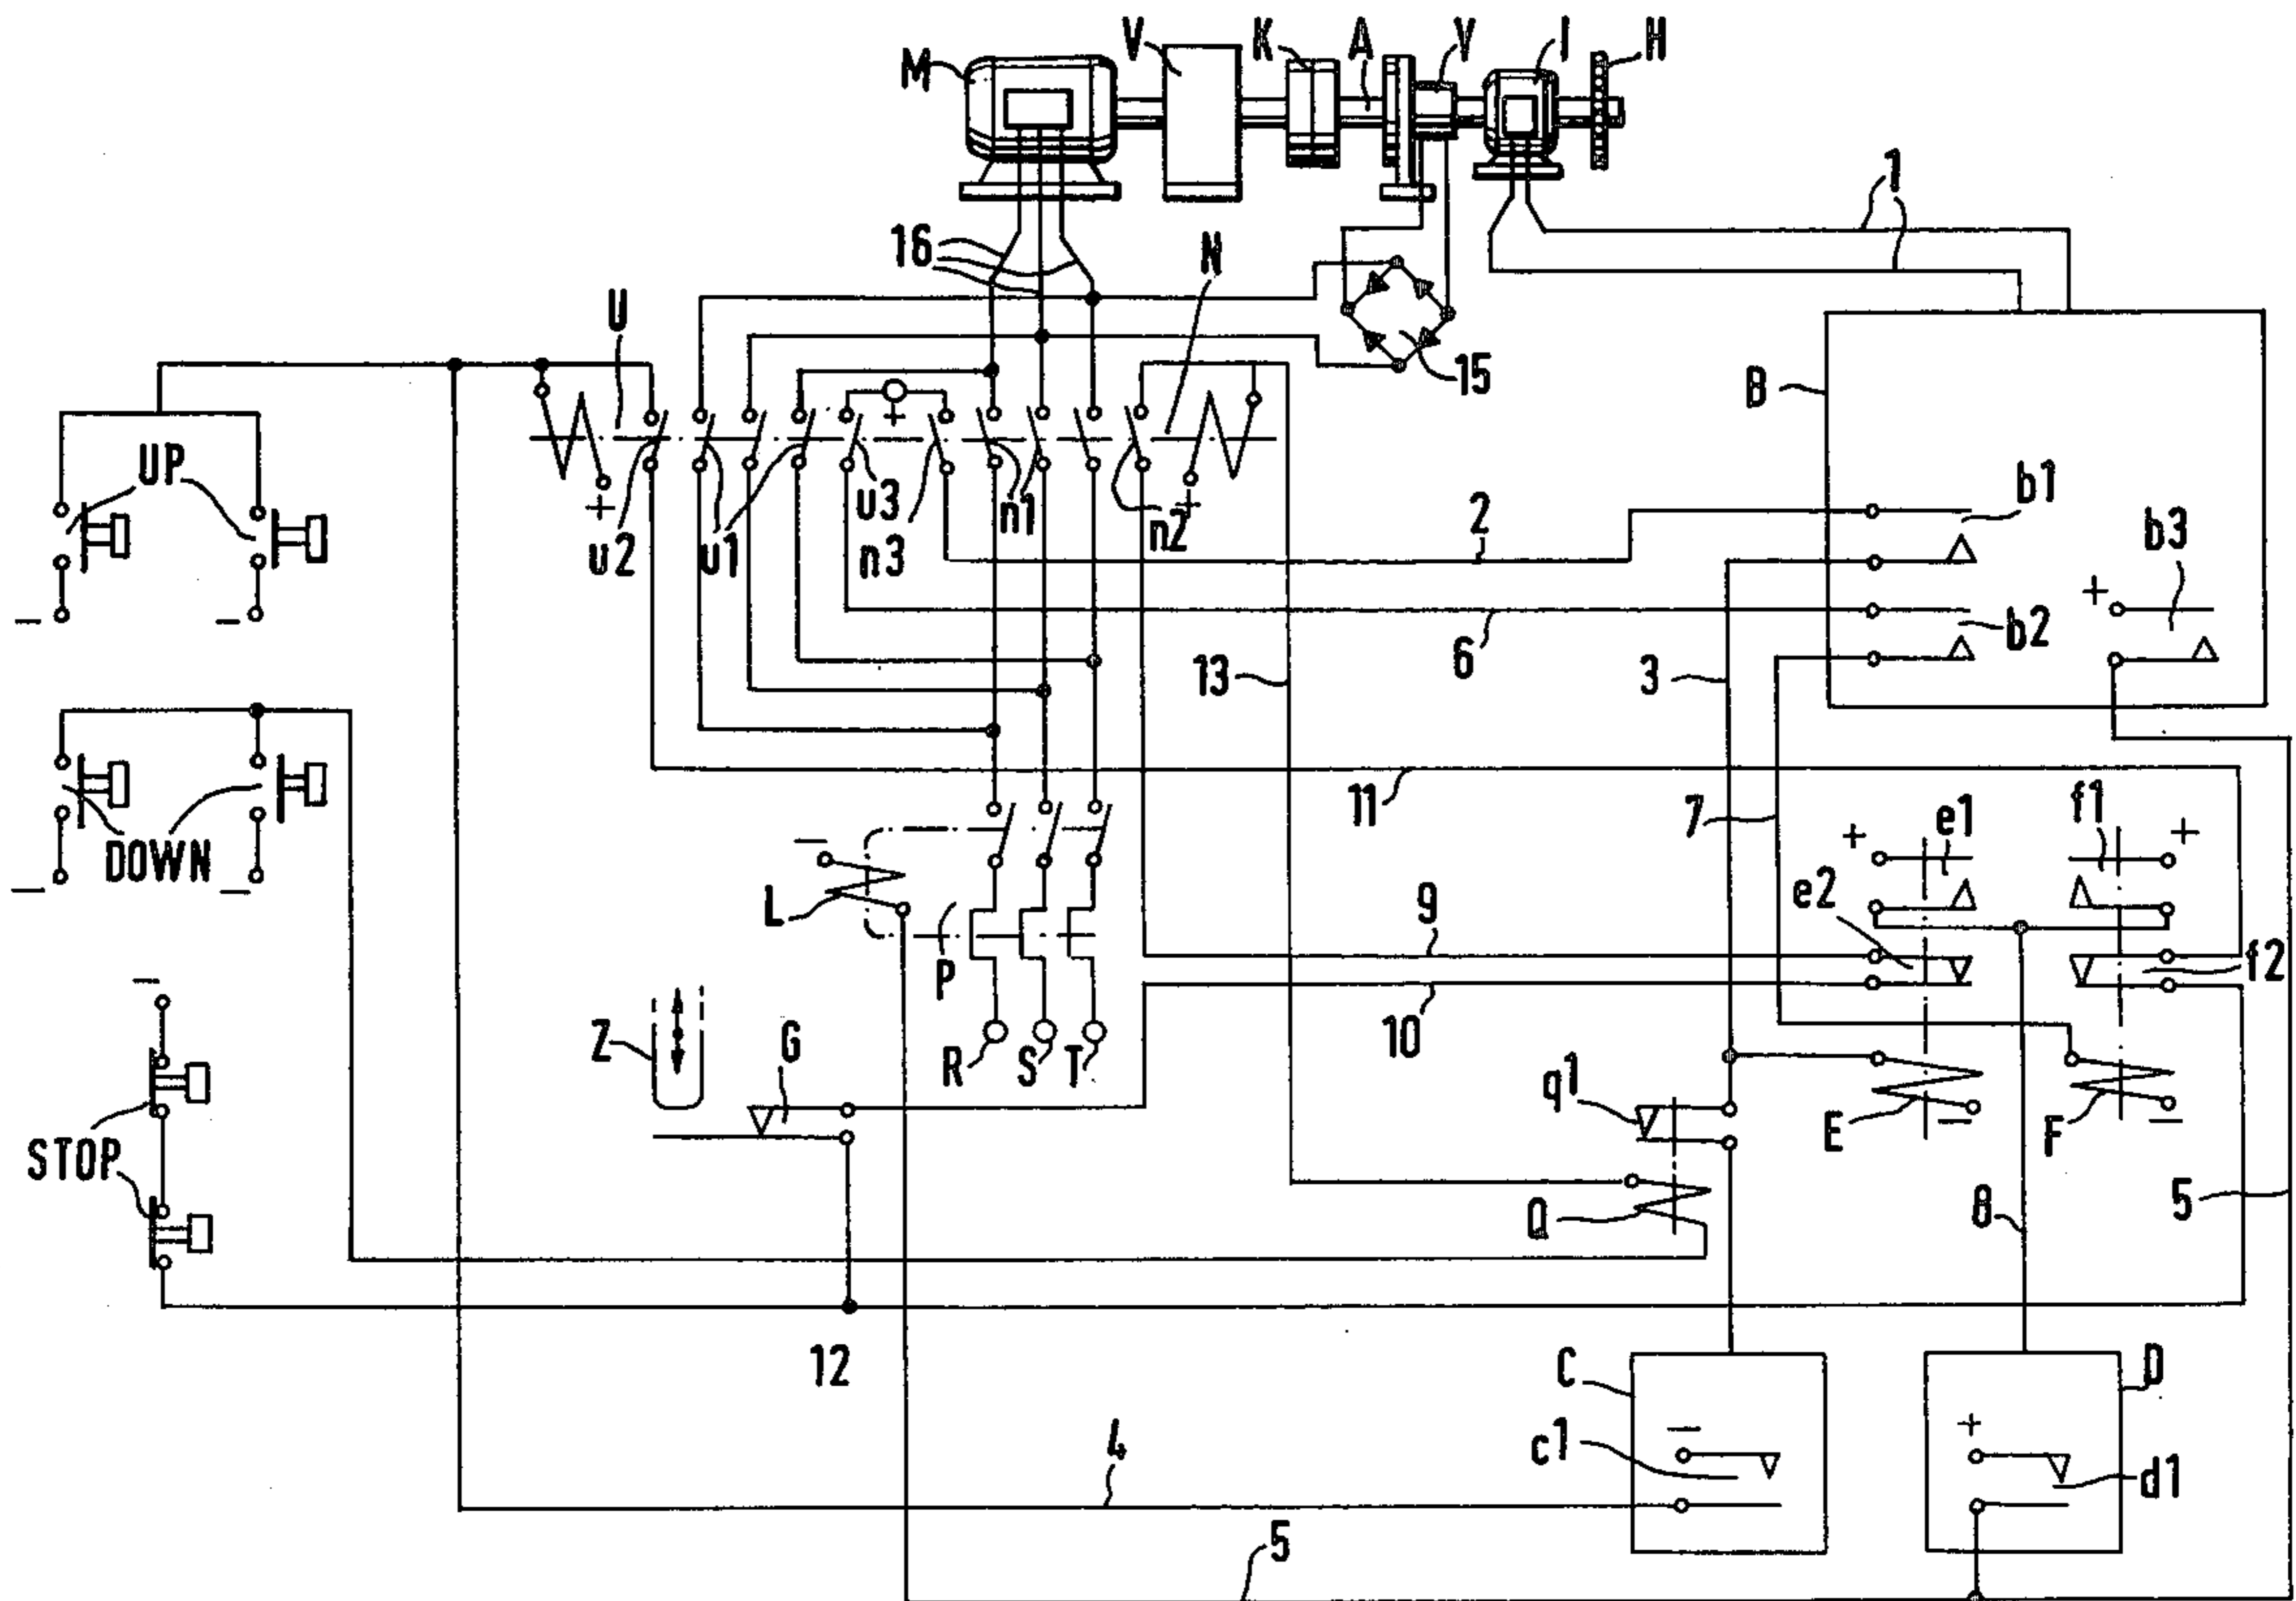 M V K A Y I H
1
16 N
U
15
B
UP
+ + +
u3 n1 2 b1
u2 u1 n3 n2 b3
+
b2
− − 6
13 3
11
7 e1 f1
DOWN + +
− − −
L e2
9
P f2
−
Z G 10
R S T
q1
STOP E − F −
Q 8 5
12
C D
− +
4 c1 d1
5